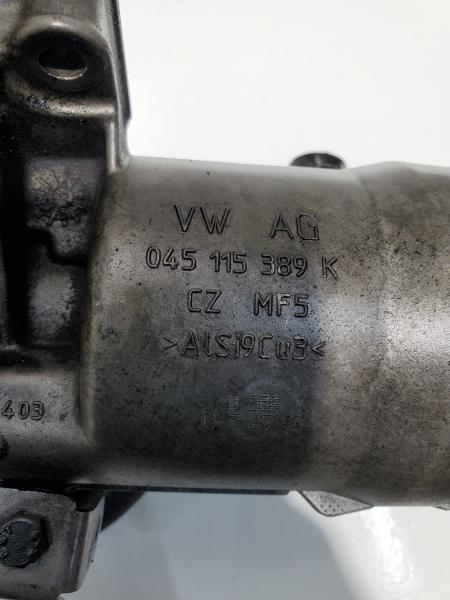 VW AG
045 115 389 K
CZ MF5
>AlSi9Cu3<
403